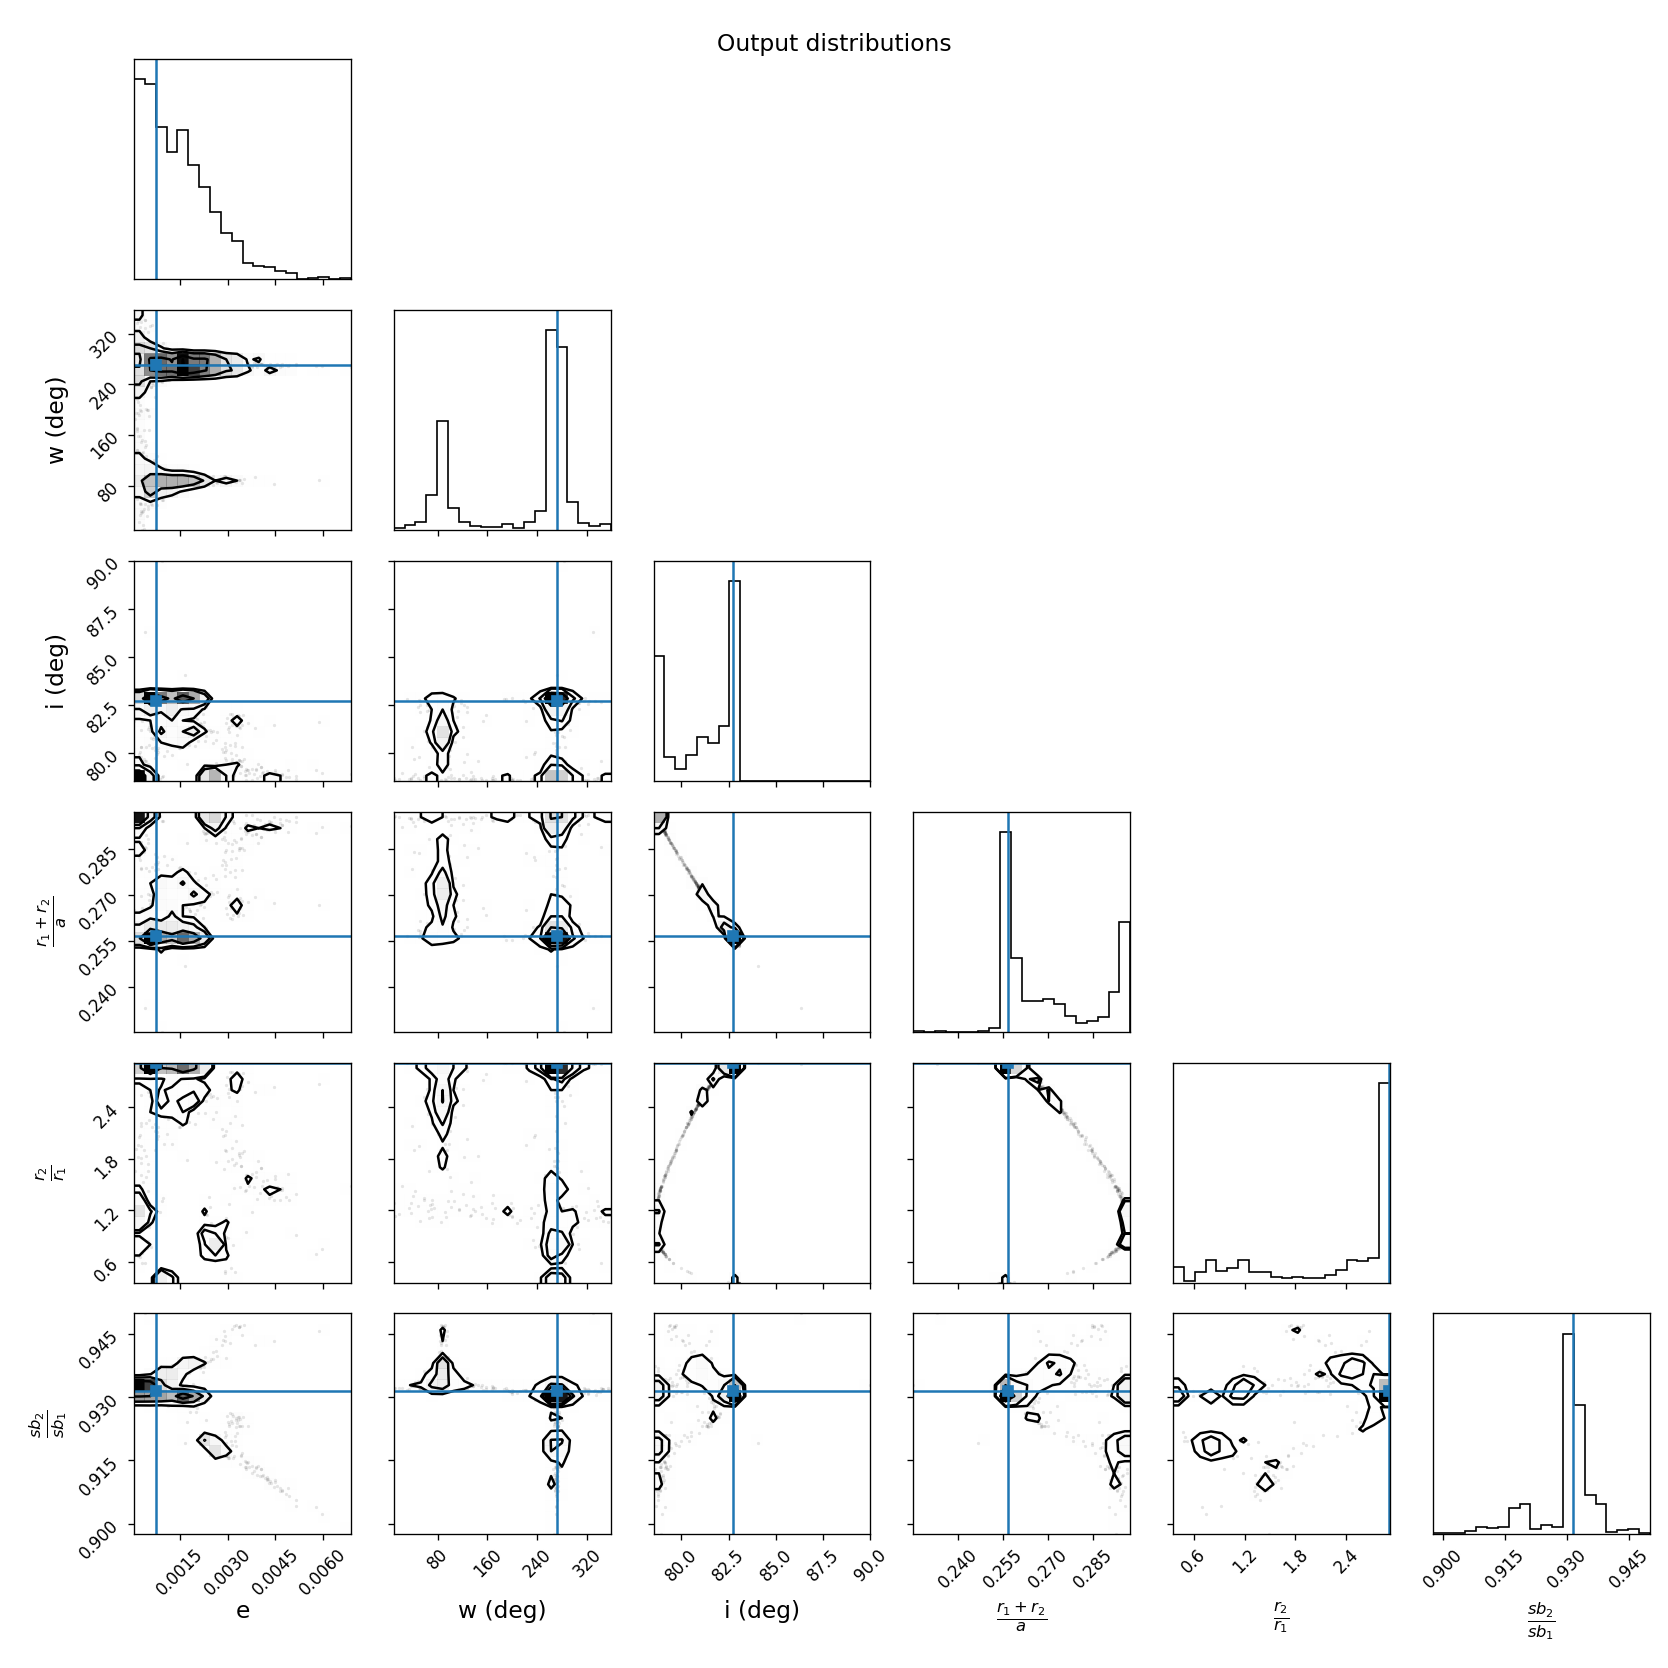 Output distributions
w (deg)
320
240
160
80
i (deg)
90.0
87.5
85.0
82.5
80.0
r1 + r2
a
0.285
0.270
0.255
0.240
r2
r1
2.4
1.8
1.2
0.6
sb2
sb1
0.945
0.930
0.915
0.900
0.0015 0.0030 0.0045 0.0060
80 160 240 320
80.0 82.5 85.0 87.5 90.0
0.240 0.255 0.270 0.285
0.6 1.2 1.8 2.4
0.900 0.915 0.930 0.945
e
w (deg)
i (deg)
r1 + r2
a
r2
r1
sb2
sb1